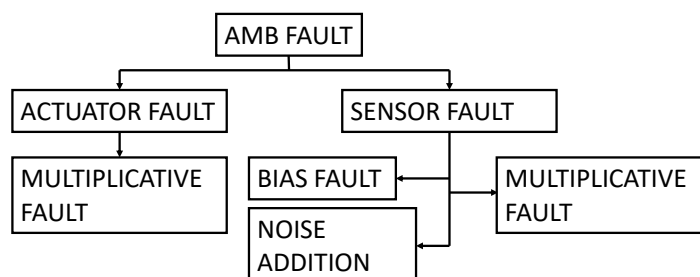 AMB FAULT
ACTUATOR FAULT
SENSOR FAULT
MULTIPLICATIVE
FAULT
BIAS FAULT
MULTIPLICATIVE
FAULT
NOISE
ADDITION